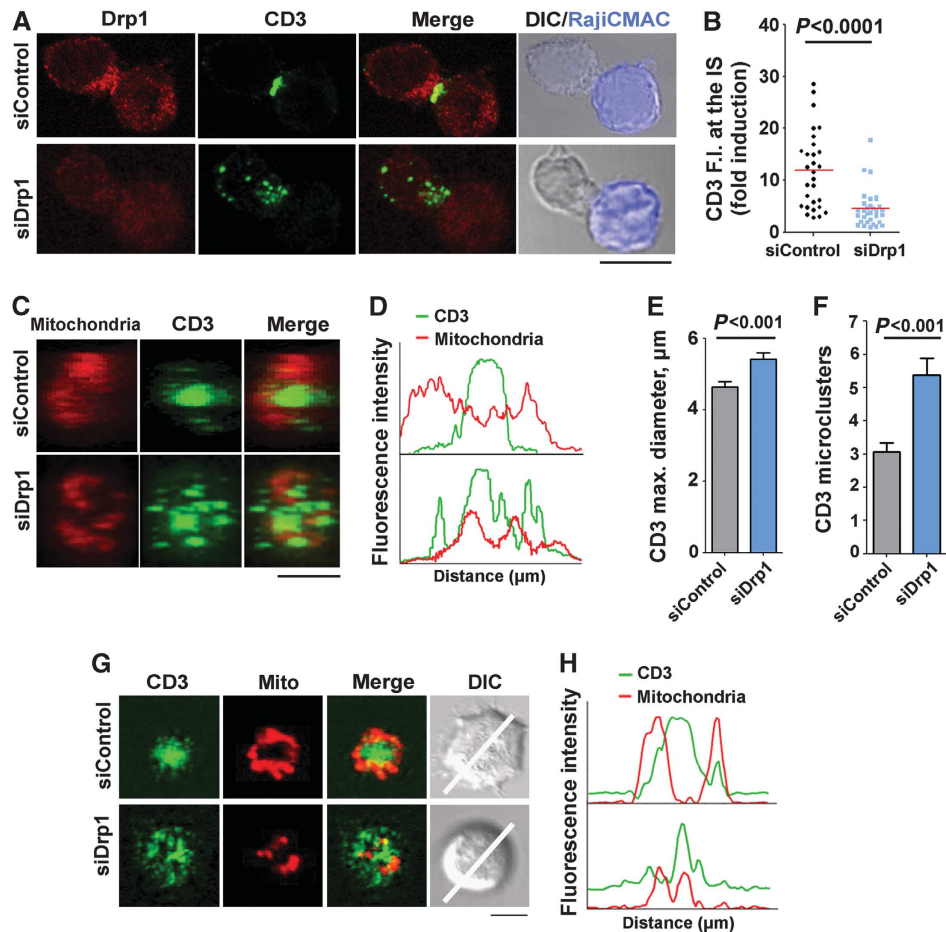 A
Drp1
CD3
Merge
DIC/RajiCMAC
siControl
siDrp1
B
P<0.0001
CD3 F.I. at the IS
(fold induction)
40
30
20
10
0
siControl
siDrp1
C
Mitochondria
CD3
Merge
siControl
siDrp1
D
CD3
Mitochondria
Fluorescence intensity
Distance (µm)
E
P<0.001
CD3 max. diameter, µm
6
4
2
0
siControl
siDrp1
F
P<0.001
CD3 microclusters
7
6
5
4
3
2
1
0
siControl
siDrp1
G
CD3
Mito
Merge
DIC
siControl
siDrp1
H
CD3
Mitochondria
Fluorescence intensity
Distance (µm)